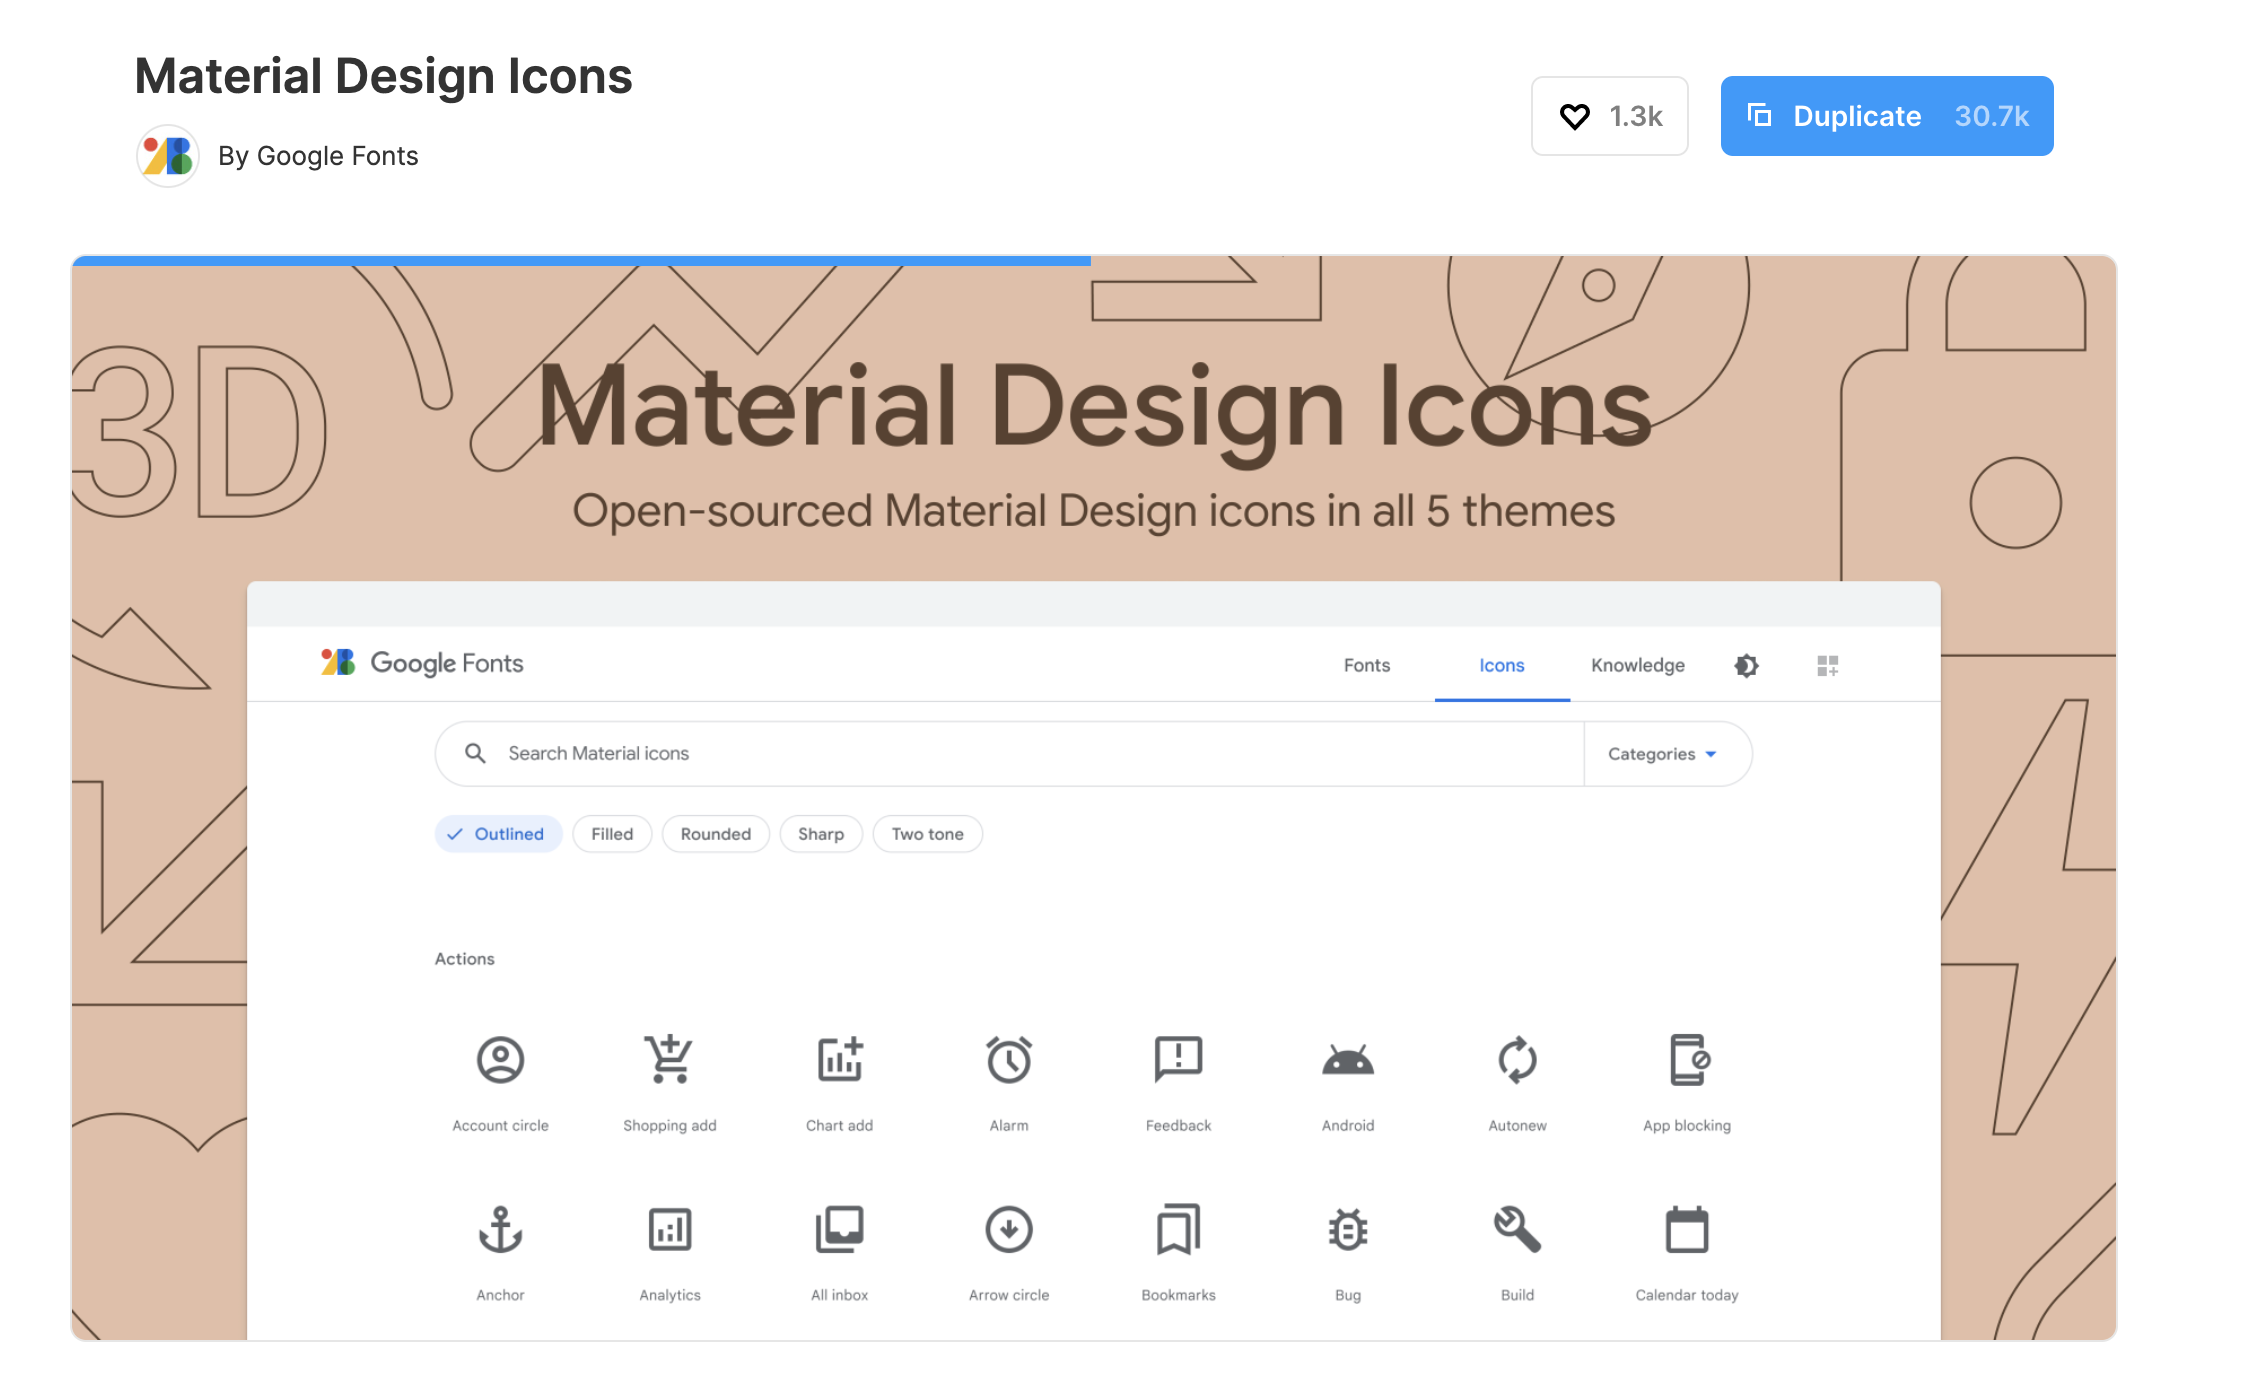 Material Design Icons
By Google Fonts
1.3k
Duplicate 30.7k
3D
Material Design Icons
Open-sourced Material Design icons in all 5 themes
Google Fonts
Fonts Icons Knowledge
Search Material icons
Categories
Outlined Filled Rounded Sharp Two tone
Actions
Account circle Shopping add Chart add Alarm Feedback Android Autonew App blocking
Anchor Analytics All inbox Arrow circle Bookmarks Bug Build Calendar today